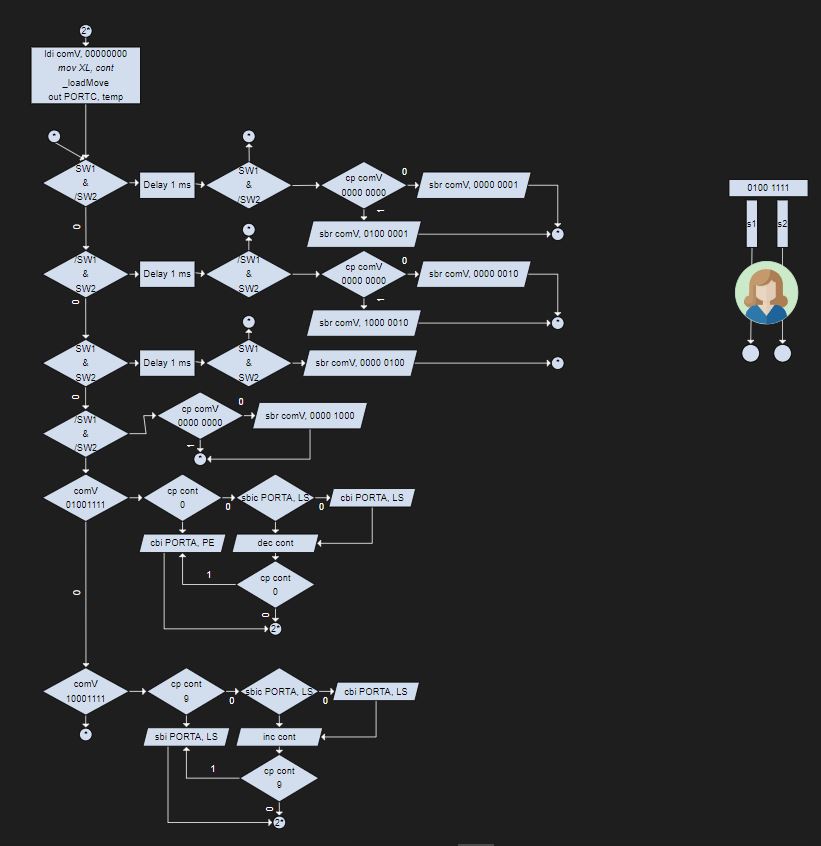 2*
ldi comV, 00000000
mov XL, cont
_loadMove
out PORTC, temp
*
*
SW1
&
/SW2
Delay 1 ms
SW1
&
/SW2
cp comV
0000 0000
0
sbr comV, 0000 0001
1
sbr comV, 0100 0001
*
0
*
/SW1
&
SW2
Delay 1 ms
/SW1
&
SW2
cp comV
0000 0000
0
sbr comV, 0000 0010
1
sbr comV, 1000 0010
*
0
*
SW1
&
SW2
Delay 1 ms
SW1
&
SW2
sbr comV, 0000 0100
*
0
/SW1
&
/SW2
cp comV
0000 0000
0
sbr comV, 0000 1000
1
*
comV
01001111
cp cont
0
0
sbic PORTA, LS
0
cbi PORTA, LS
cbi PORTA, PE
dec cont
1
cp cont
0
0
0
2*
comV
10001111
cp cont
9
0
sbic PORTA, LS
0
cbi PORTA, LS
*
sbi PORTA, LS
inc cont
1
cp cont
9
0
2*
0100 1111
s1
s2